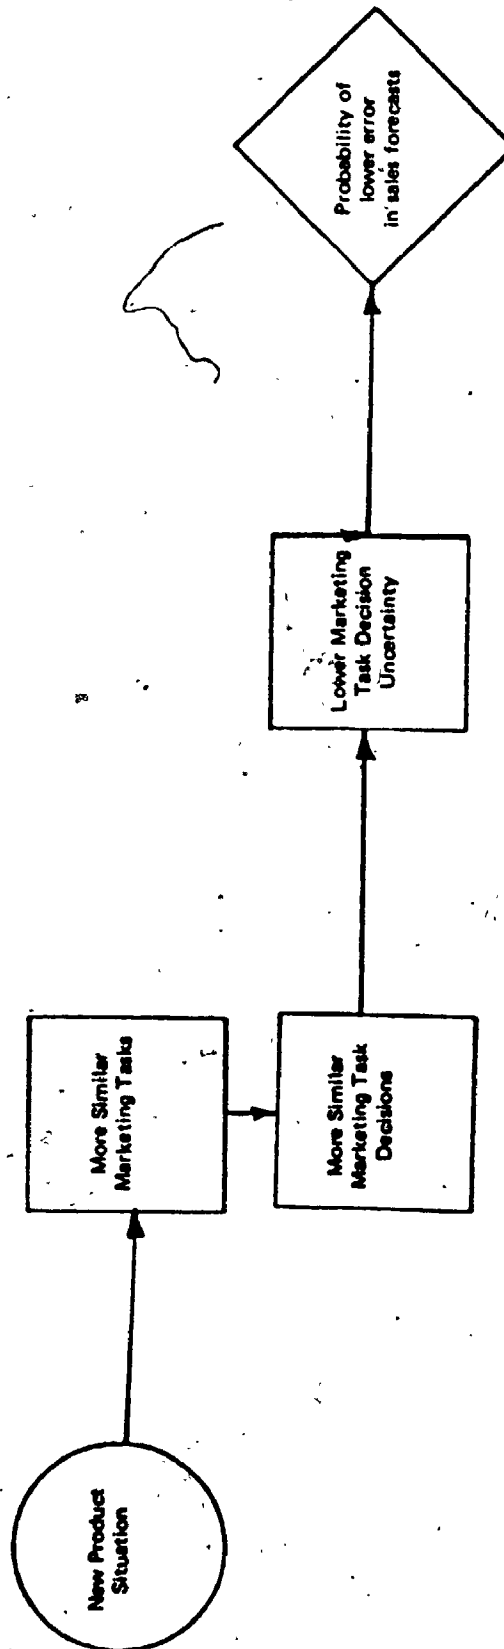 New Product
Situation
More Similar
Marketing Tasks
More Similar
Marketing Task
Decisions
Lower Marketing
Task Decision
Uncertainty
Probability of
lower error
in sales forecasts